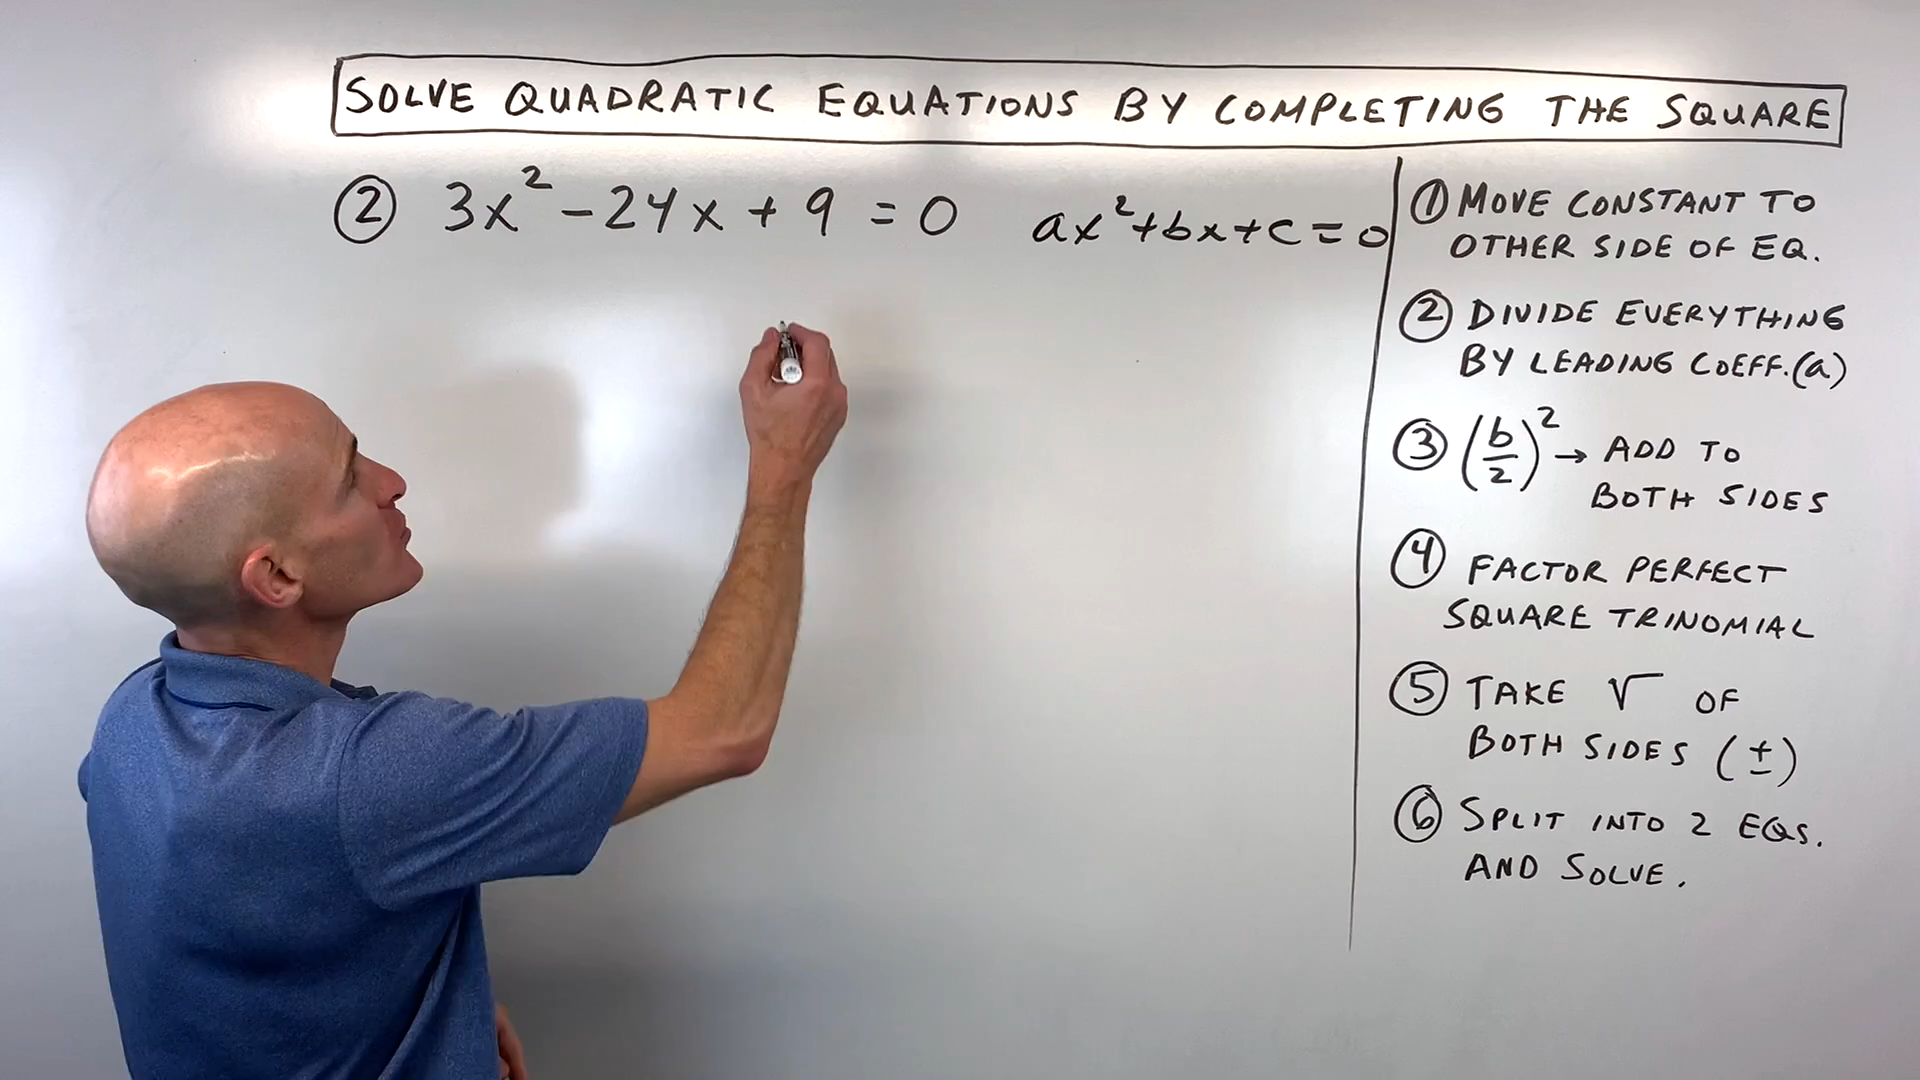 SOLVE QUADRATIC EQUATIONS BY COMPLETING THE SQUARE
② 3x² - 24x + 9 = 0
ax²+bx+c=0
① MOVE CONSTANT TO
OTHER SIDE OF EQ.
② DIVIDE EVERYTHING
BY LEADING COEFF.(a)
③ (b/2)² → ADD TO
BOTH SIDES
④ FACTOR PERFECT
SQUARE TRINOMIAL
⑤ TAKE √ OF
BOTH SIDES (±)
⑥ SPLIT INTO 2 EQS.
AND SOLVE.